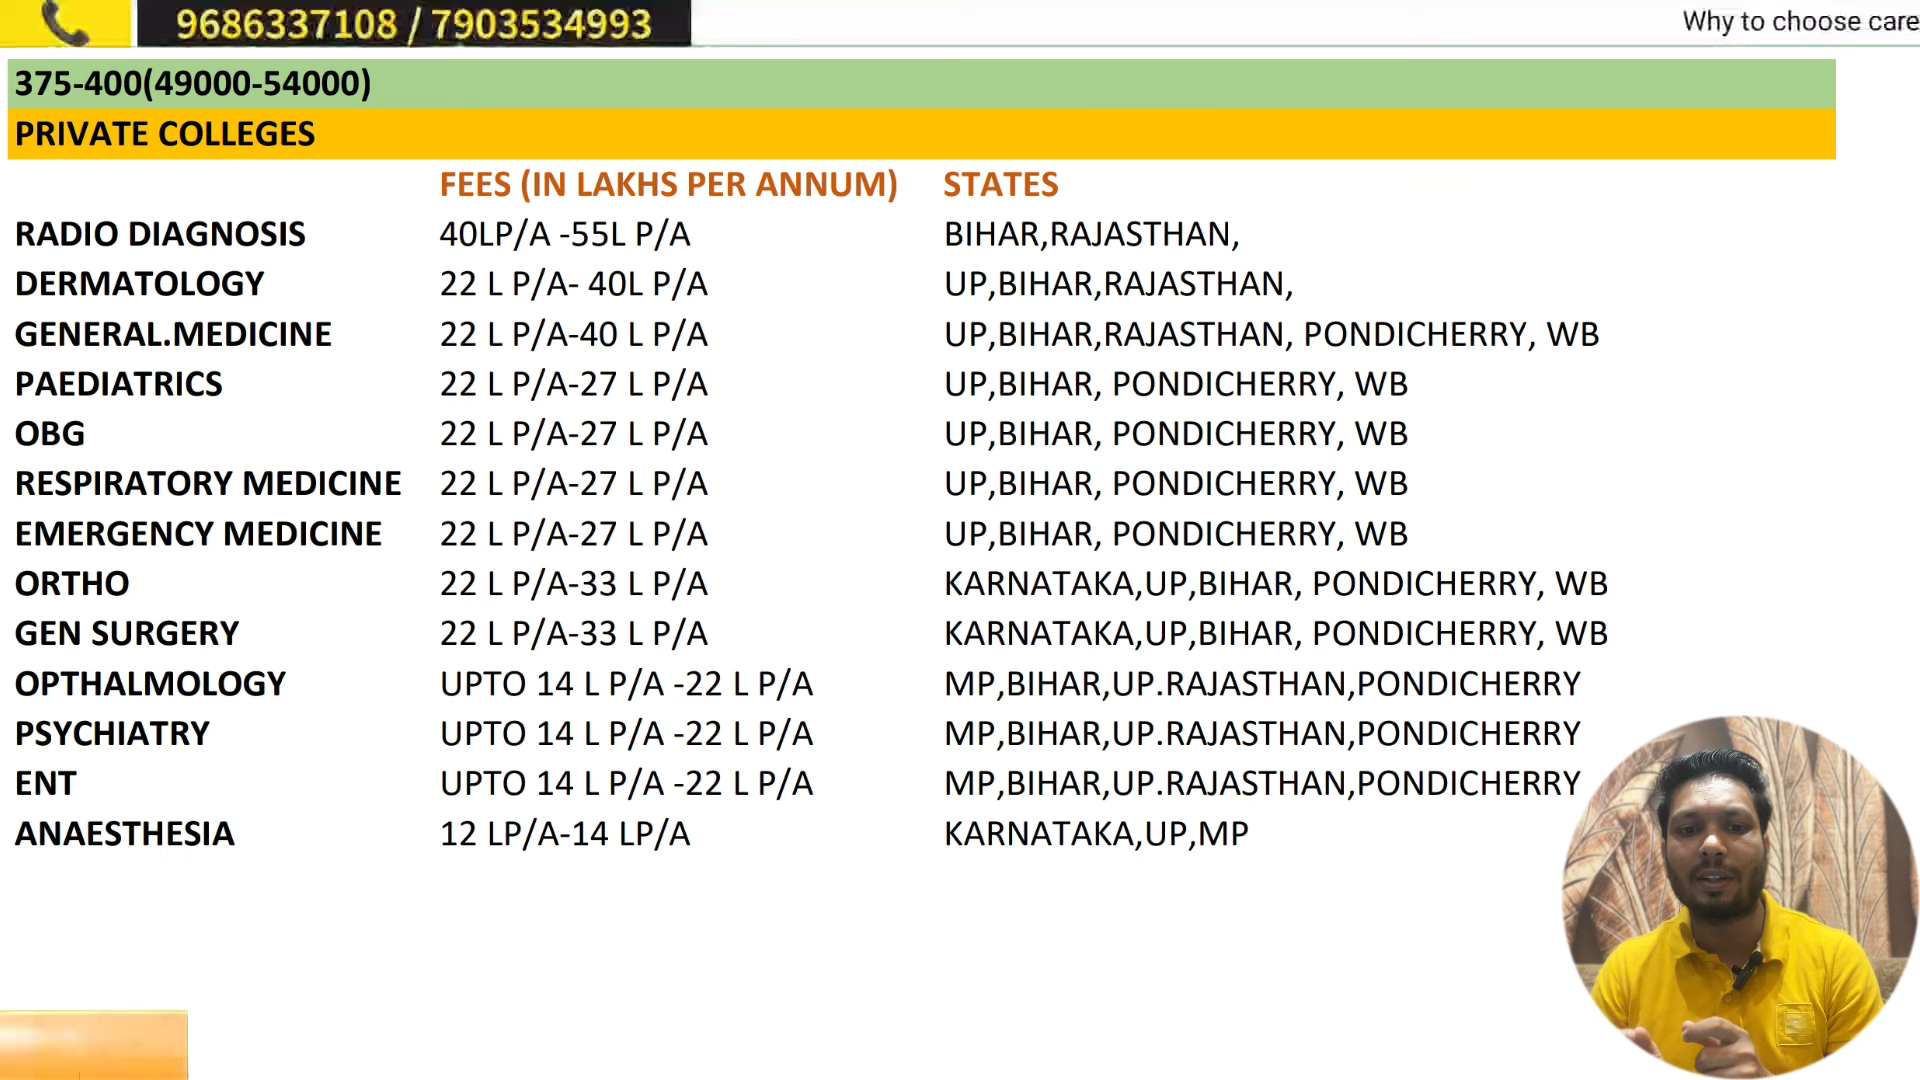 9686337108 / 7903534993
Why to choose care
375-400(49000-54000)
PRIVATE COLLEGES
FEES (IN LAKHS PER ANNUM) STATES
RADIO DIAGNOSIS 40LP/A -55L P/A BIHAR,RAJASTHAN,
DERMATOLOGY 22 L P/A- 40L P/A UP,BIHAR,RAJASTHAN,
GENERAL.MEDICINE 22 L P/A-40 L P/A UP,BIHAR,RAJASTHAN, PONDICHERRY, WB
PAEDIATRICS 22 L P/A-27 L P/A UP,BIHAR, PONDICHERRY, WB
OBG 22 L P/A-27 L P/A UP,BIHAR, PONDICHERRY, WB
RESPIRATORY MEDICINE 22 L P/A-27 L P/A UP,BIHAR, PONDICHERRY, WB
EMERGENCY MEDICINE 22 L P/A-27 L P/A UP,BIHAR, PONDICHERRY, WB
ORTHO 22 L P/A-33 L P/A KARNATAKA,UP,BIHAR, PONDICHERRY, WB
GEN SURGERY 22 L P/A-33 L P/A KARNATAKA,UP,BIHAR, PONDICHERRY, WB
OPTHALMOLOGY UPTO 14 L P/A -22 L P/A MP,BIHAR,UP.RAJASTHAN,PONDICHERRY
PSYCHIATRY UPTO 14 L P/A -22 L P/A MP,BIHAR,UP.RAJASTHAN,PONDICHERRY
ENT UPTO 14 L P/A -22 L P/A MP,BIHAR,UP.RAJASTHAN,PONDICHERRY
ANAESTHESIA 12 LP/A-14 LP/A KARNATAKA,UP,MP